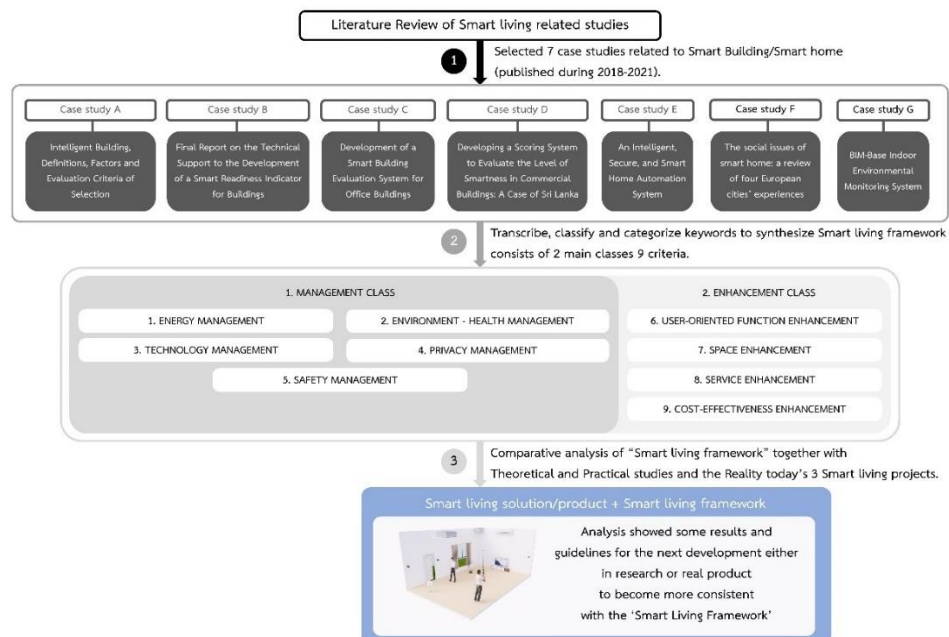 Literature Review of Smart living related studies
1
Selected 7 case studies related to Smart Building/Smart home
(published during 2018-2021).
Case study A
Intelligent Building,
Definitions, Factors and
Evaluation Criteria of
Selection
Case study B
Final Report on the Technical
Support to the Development
of a Smart Readiness Indicator
for Buildings
Case study C
Development of a
Smart Building
Evaluation System for
Office Buildings
Case study D
Developing a Scoring System
to Evaluate the Level of
Smartness in Commercial
Buildings: A Case of Sri Lanka
Case study E
An Intelligent,
Secure, and Smart
Home Automation
System
Case study F
The social issues of
smart home: a review
of four European
cities' experiences
Case study G
BIM-Base Indoor
Environmental
Monitoring System
2
Transcribe, classify and categorize keywords to synthesize Smart living framework
consists of 2 main classes 9 criteria.
1. MANAGEMENT CLASS
1. ENERGY MANAGEMENT
2. ENVIRONMENT - HEALTH MANAGEMENT
3. TECHNOLOGY MANAGEMENT
4. PRIVACY MANAGEMENT
5. SAFETY MANAGEMENT
2. ENHANCEMENT CLASS
6. USER-ORIENTED FUNCTION ENHANCEMENT
7. SPACE ENHANCEMENT
8. SERVICE ENHANCEMENT
9. COST-EFFECTIVENESS ENHANCEMENT
3
Comparative analysis of "Smart living framework" together with
Theoretical and Practical studies and the Reality today's 3 Smart living projects.
Smart living solution/product + Smart living framework
Analysis showed some results and
guidelines for the next development either
in research or real product
to become more consistent
with the 'Smart Living Framework'